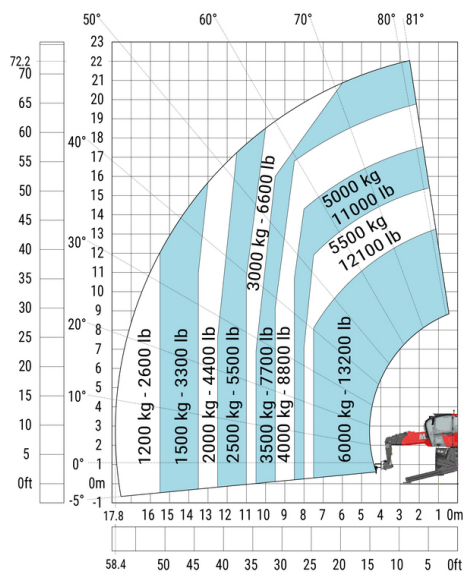 50° 60° 70° 80° 81°
23
72.2 22
70 21
65 20
19
60 18
40° 17
55 16
50 15
14
45 13
40 12
30° 11
35 10
30 9
20° 8
25 7
20 6
5
10° 4
15 3
10 2
5 0° 1
0ft 0m
-5° -1
1200 kg - 2600 lb
1500 kg - 3300 lb
2000 kg - 4400 lb
2500 kg - 5500 lb
3000 kg - 6600 lb
3500 kg - 7700 lb
4000 kg - 8800 lb
5000 kg
11000 lb
5500 kg
12100 lb
6000 kg - 13200 lb
17.8 16 15 14 13 12 11 10 9 8 7 6 5 4 3 2 1 0m
58.4 50 45 40 35 30 25 20 15 10 5 0ft